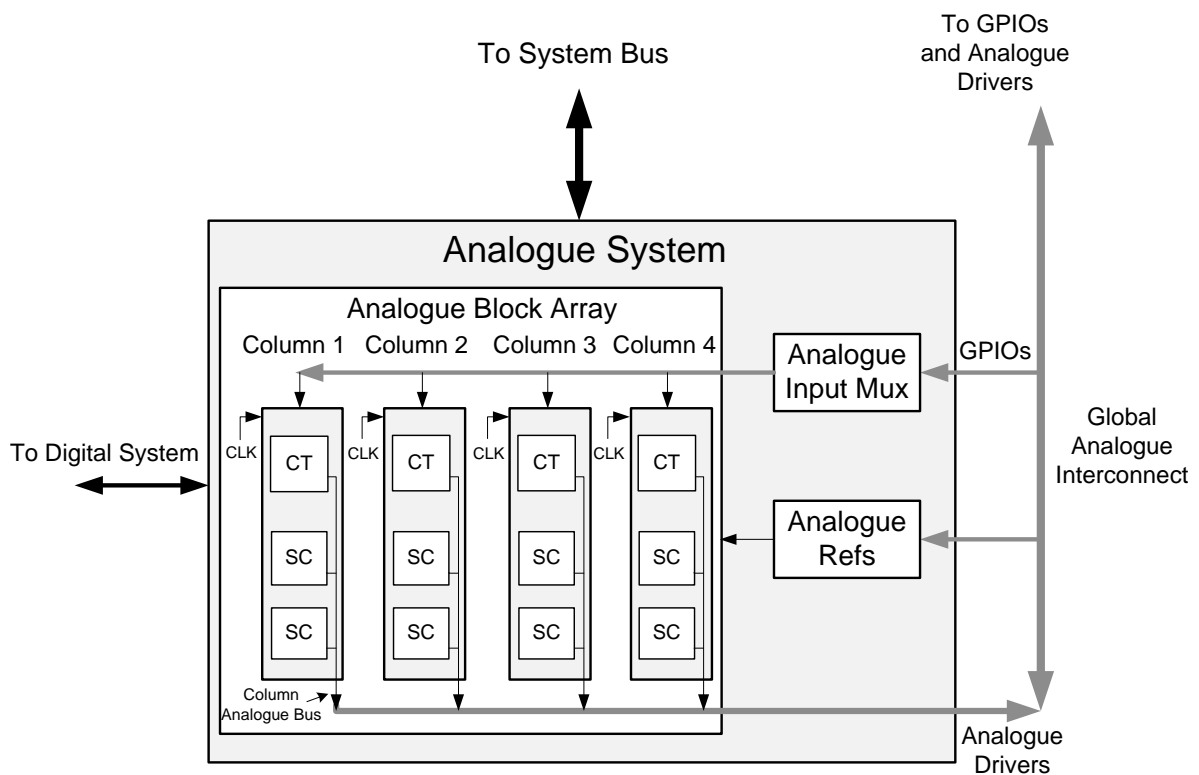 To GPIOs
and Analogue
Drivers
To System Bus
Analogue System
Analogue Block Array
Column 1 Column 2 Column 3 Column 4
Analogue
Input Mux
GPIOs
CLK CLK CLK CLK
CT CT CT CT
To Digital System
Global
Analogue
Interconnect
Analogue
Refs
SC SC SC SC
SC SC SC SC
Column
Analogue Bus
Analogue
Drivers